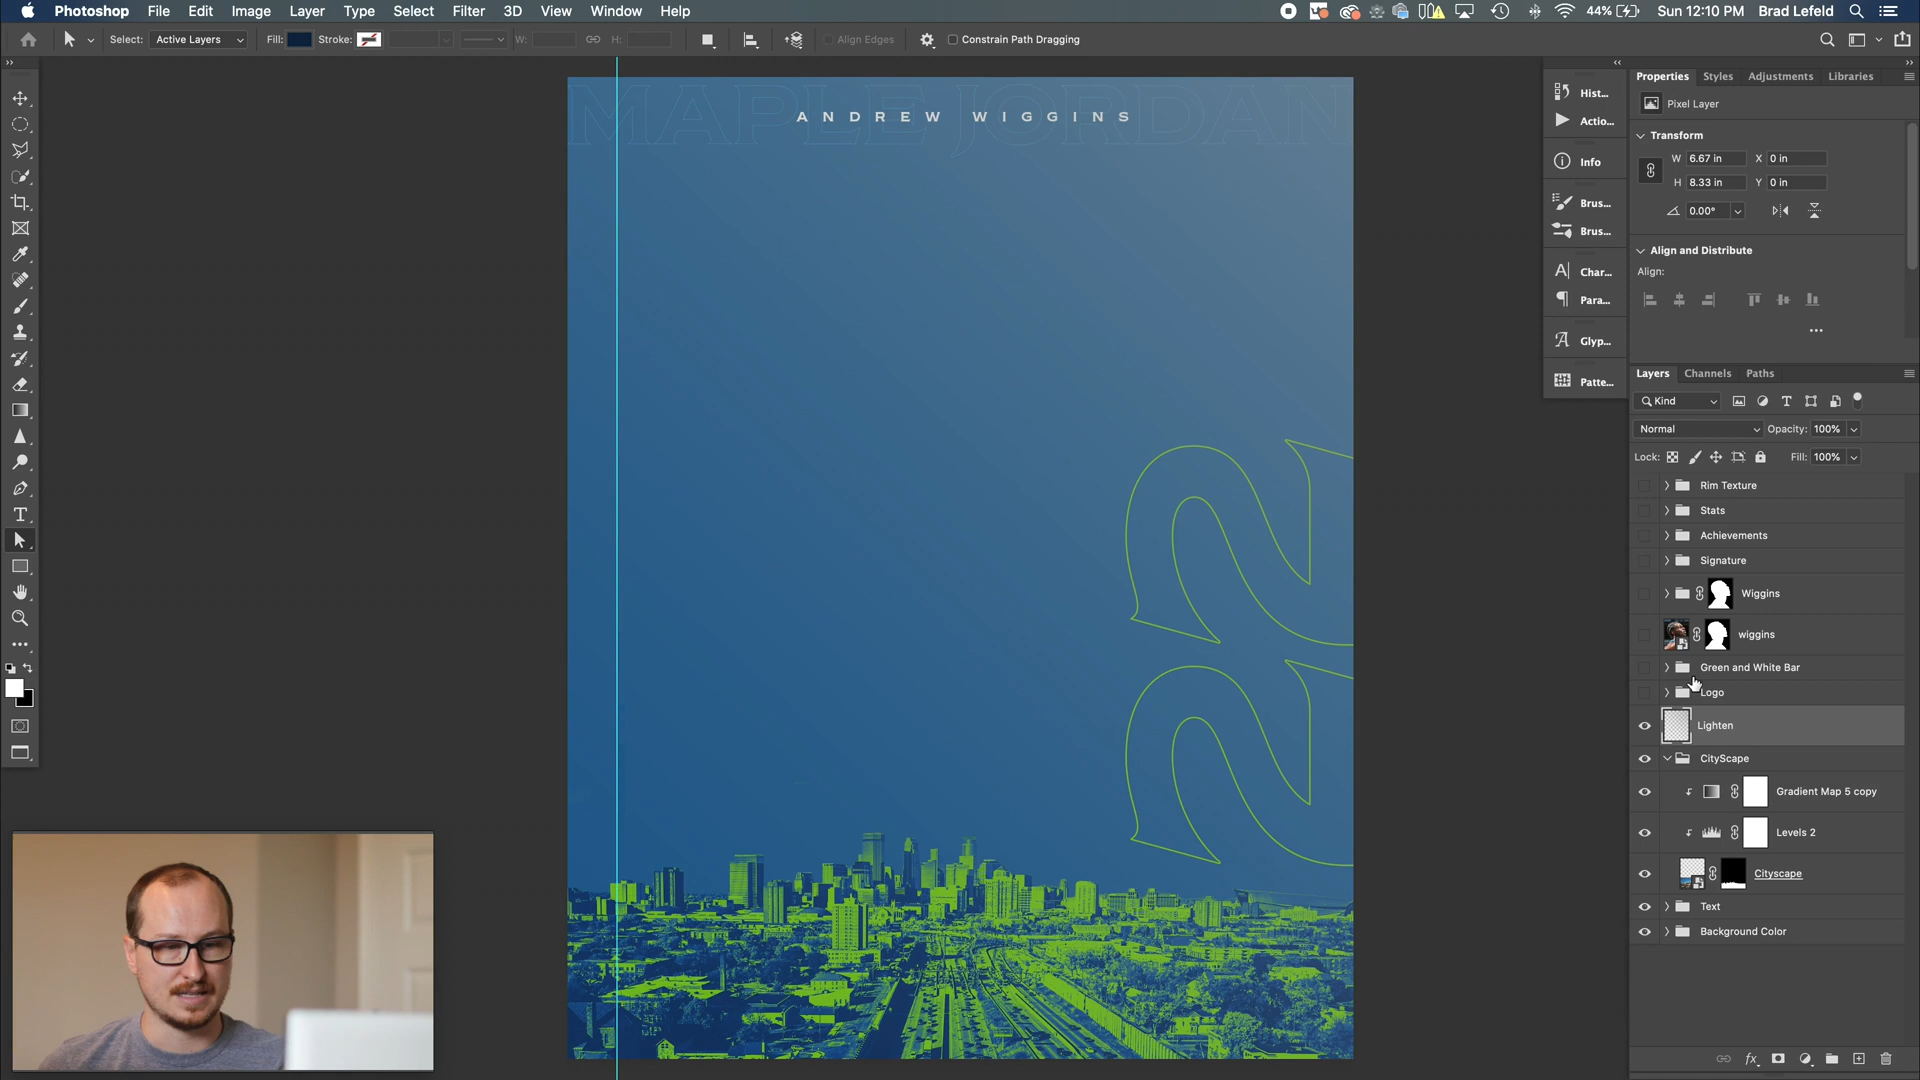 Photoshop File Edit Image Layer Type Select Filter 3D View Window Help 44% Sun 12:10 PM Brad Lefeld
Select: Active Layers Fill: Stroke: W: H: Align Edges Constrain Path Dragging
MAPLE JORDAN
ANDREW WIGGINS
22
22
Hist...
Actio...
Info
Brus...
Brus...
Char...
Para...
Glyp...
Patte...
Properties Styles Adjustments Libraries
Pixel Layer
Transform
W 6.67 in X 0 in
H 8.33 in Y 0 in
0.00°
Align and Distribute
Align:
Layers Channels Paths
Kind
Normal Opacity: 100%
Lock: Fill: 100%
Rim Texture
Stats
Achievements
Signature
Wiggins
wiggins
Green and White Bar
Logo
Lighten
CityScape
Gradient Map 5 copy
Levels 2
Cityscape
Text
Background Color